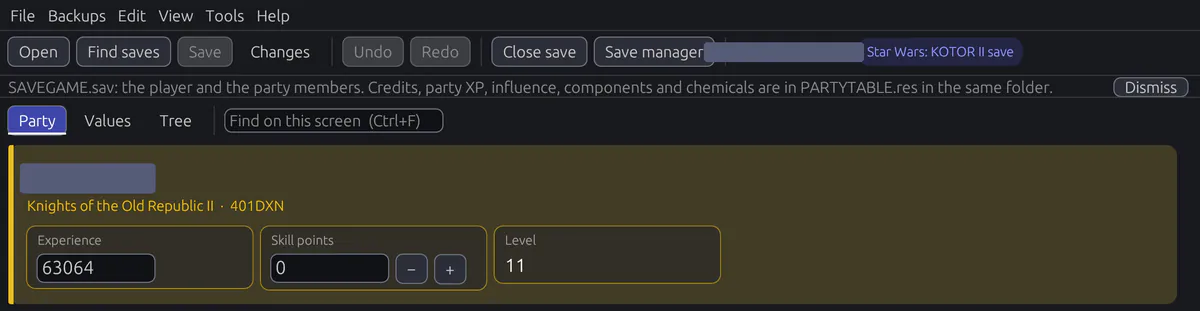 File Backups Edit View Tools Help
Open Find saves Save Changes Undo Redo Close save Save manager Star Wars: KOTOR II save
SAVEGAME.sav: the player and the party members. Credits, party XP, influence, components and chemicals are in PARTYTABLE.res in the same folder. Dismiss
Party Values Tree Find on this screen (Ctrl+F)
Knights of the Old Republic II · 401DXN
Experience Skill points Level
63064 0 − + 11